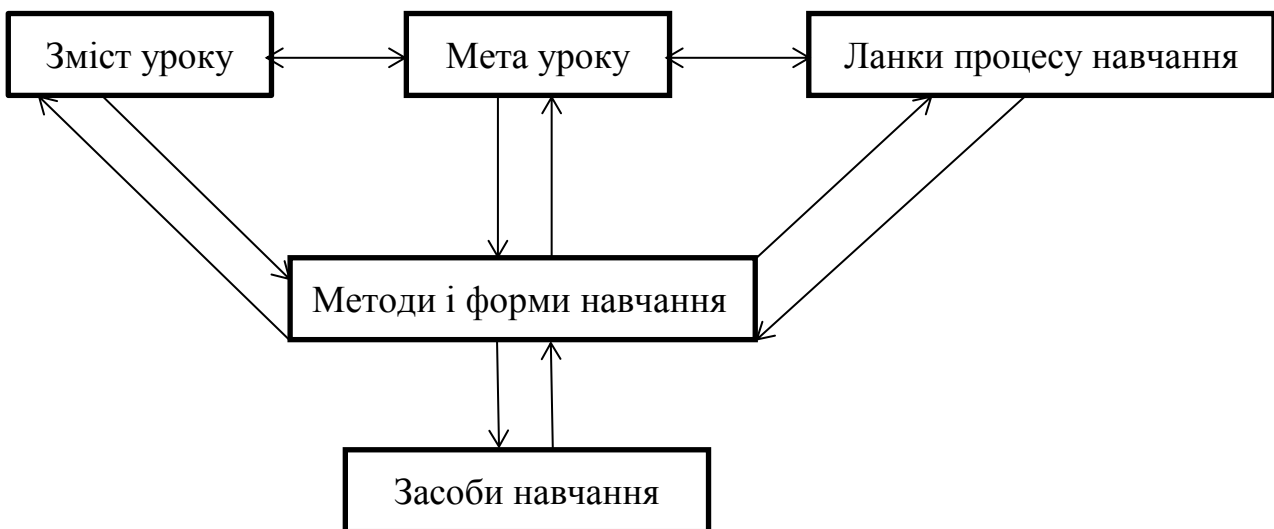 Зміст уроку
Мета уроку
Ланки процесу навчання
Методи і форми навчання
Засоби навчання